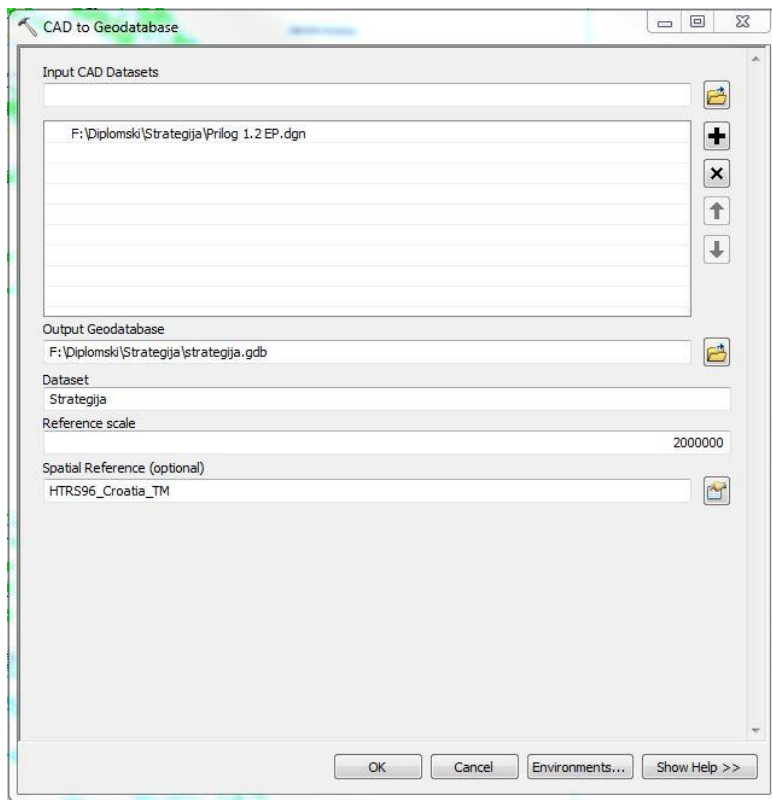 CAD to Geodatabase
Input CAD Datasets
F:\Diplomski\Strategija\Prilog 1.2 EP.dgn
Output Geodatabase
F:\Diplomski\Strategija\strategija.gdb
Dataset
Strategija
Reference scale
2000000
Spatial Reference (optional)
HTRS96_Croatia_TM
OK Cancel Environments... Show Help >>